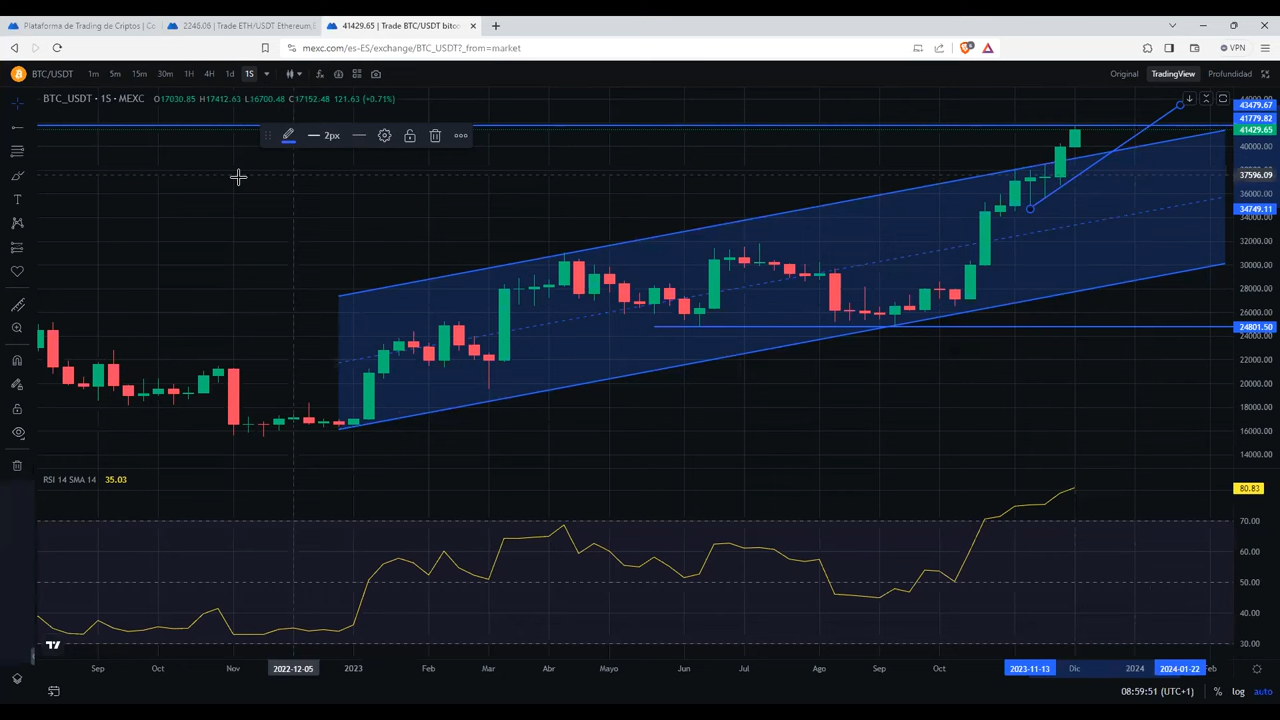 Plataforma de Trading de Criptos | Co
2246.06 | Trade ETH/USDT Ethereum,E
41429.65 | Trade BTC/USDT bitco
mexc.com/es-ES/exchange/BTC_USDT?_from=market
VPN
BTC/USDT 1m 5m 15m 30m 1H 4H 1d 1S
Original TradingView Profundidad
BTC_USDT · 1S · MEXC O17030.85 H17412.63 L16700.48 C17152.48 121.63 (+0.71%)
2px
43479.67
41779.82
41429.65
40000.00
37596.09
36000.00
34749.11
34000.00
32000.00
30000.00
28000.00
26000.00
24801.50
22000.00
20000.00
18000.00
16000.00
14000.00
RSI 14 SMA 14 35.03
80.83
70.00
60.00
50.00
40.00
30.00
Sep Oct Nov 2022-12-05 2023 Feb Mar Abr Mayo Jun Jul Ago Sep Oct 2023-11-13 Dic 2024 2024-01-22 Feb
08:59:51 (UTC+1) % log auto